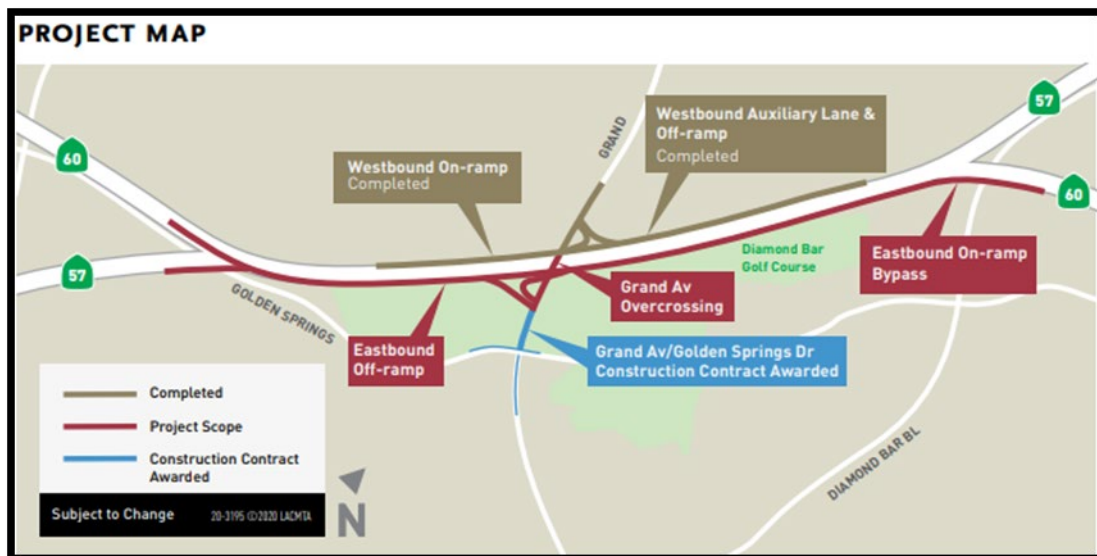 PROJECT MAP
57
Westbound Auxiliary Lane &
Off-ramp
Completed
GRAND
60
Westbound On-ramp
Completed
60
Diamond Bar
Golf Course
Eastbound On-ramp
Bypass
57
Grand Av
Overcrossing
GOLDEN SPRINGS
Eastbound
Off-ramp
Grand Av/Golden Springs Dr
Construction Contract Awarded
Completed
Project Scope
Construction Contract
Awarded
DIAMOND BAR BL
Subject to Change
20-3195 ©2020 LACMTA
N